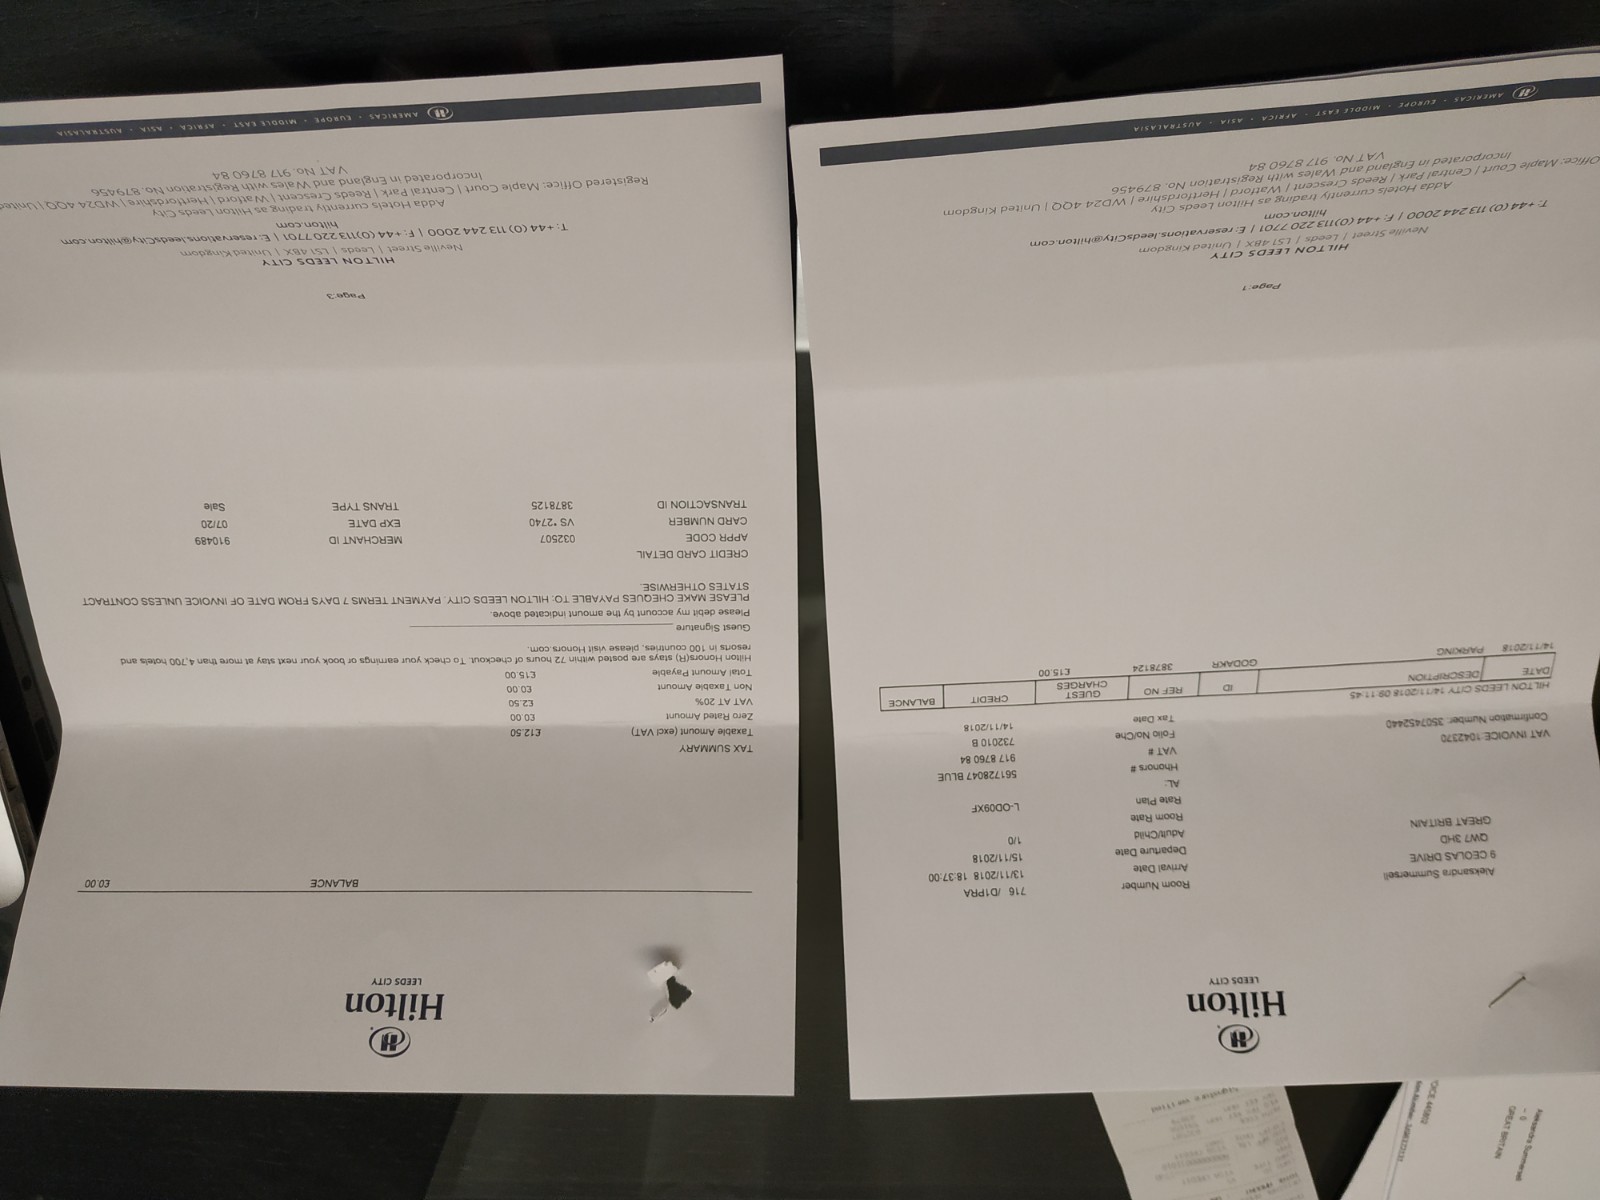 Hilton
LEEDS CITY
Aleksandra Summersell
9 CEOLAS DRIVE
QW7 3HD
GREAT BRITAIN
Room Number 716 /D1PRA
Arrival Date 13/11/2018 18:37:00
Departure Date 15/11/2018
Adult/Child 1/0
Room Rate
Rate Plan L-OD09XF
AL:
Hhonors # 561728047 BLUE
VAT # 917 8760 84
Folio No/Che 732010 B
Tax Date 14/11/2018
VAT INVOICE 1042370
Confirmation Number: 3507452440
HILTON LEEDS CITY 14/11/2018 09:11:45
DATE DESCRIPTION ID REF NO GUEST CHARGES CREDIT BALANCE
14/11/2018 PARKING GODAKR 3878124 £15.00
Page:1
HILTON LEEDS CITY
Neville Street | Leeds | LS1 4BX | United Kingdom
T: +44 (0) 113 244 2000 | F: +44 (0)113 220 7701 | E: reservations.leedsCity@hilton.com
hilton.com
Adda Hotels currently trading as Hilton Leeds City
Office: Maple Court | Central Park | Reeds Crescent | Watford | Hertfordshire | WD24 4QQ | United Kingdom
Incorporated in England and Wales with Registration No. 879456
VAT No. 917 8760 84
AMERICAS · EUROPE · MIDDLE EAST · AFRICA · ASIA · AUSTRALASIA
Hilton
LEEDS CITY
BALANCE £0.00
TAX SUMMARY
Taxable Amount (excl VAT) £12.50
Zero Rated Amount £0.00
VAT AT 20% £2.50
Non Taxable Amount £0.00
Total Amount Payable £15.00
Hilton Honors(R) stays are posted within 72 hours of checkout. To check your earnings or book your next stay at more than 4,700 hotels and
resorts in 100 countries, please visit Honors.com.
Guest Signature
Please debit my account by the amount indicated above.
PLEASE MAKE CHEQUES PAYABLE TO: HILTON LEEDS CITY. PAYMENT TERMS 7 DAYS FROM DATE OF INVOICE UNLESS CONTRACT
STATES OTHERWISE.
CREDIT CARD DETAIL
APPR CODE 032507 MERCHANT ID 910489
CARD NUMBER VS *2740 EXP DATE 07/20
TRANSACTION ID 3878125 TRANS TYPE Sale
Page:3
HILTON LEEDS CITY
Neville Street | Leeds | LS1 4BX | United Kingdom
T: +44 (0) 113 244 2000 | F: +44 (0)113 220 7701 | E: reservations.leedsCity@hilton.com
hilton.com
Adda Hotels currently trading as Hilton Leeds City
Registered Office: Maple Court | Central Park | Reeds Crescent | Watford | Hertfordshire | WD24 4QQ | United
Incorporated in England and Wales with Registration No. 879456
VAT No. 917 8760 84
AMERICAS · EUROPE · MIDDLE EAST · AFRICA · ASIA · AUSTRALASIA
Aleksandra Summersell
GREAT BRITAIN